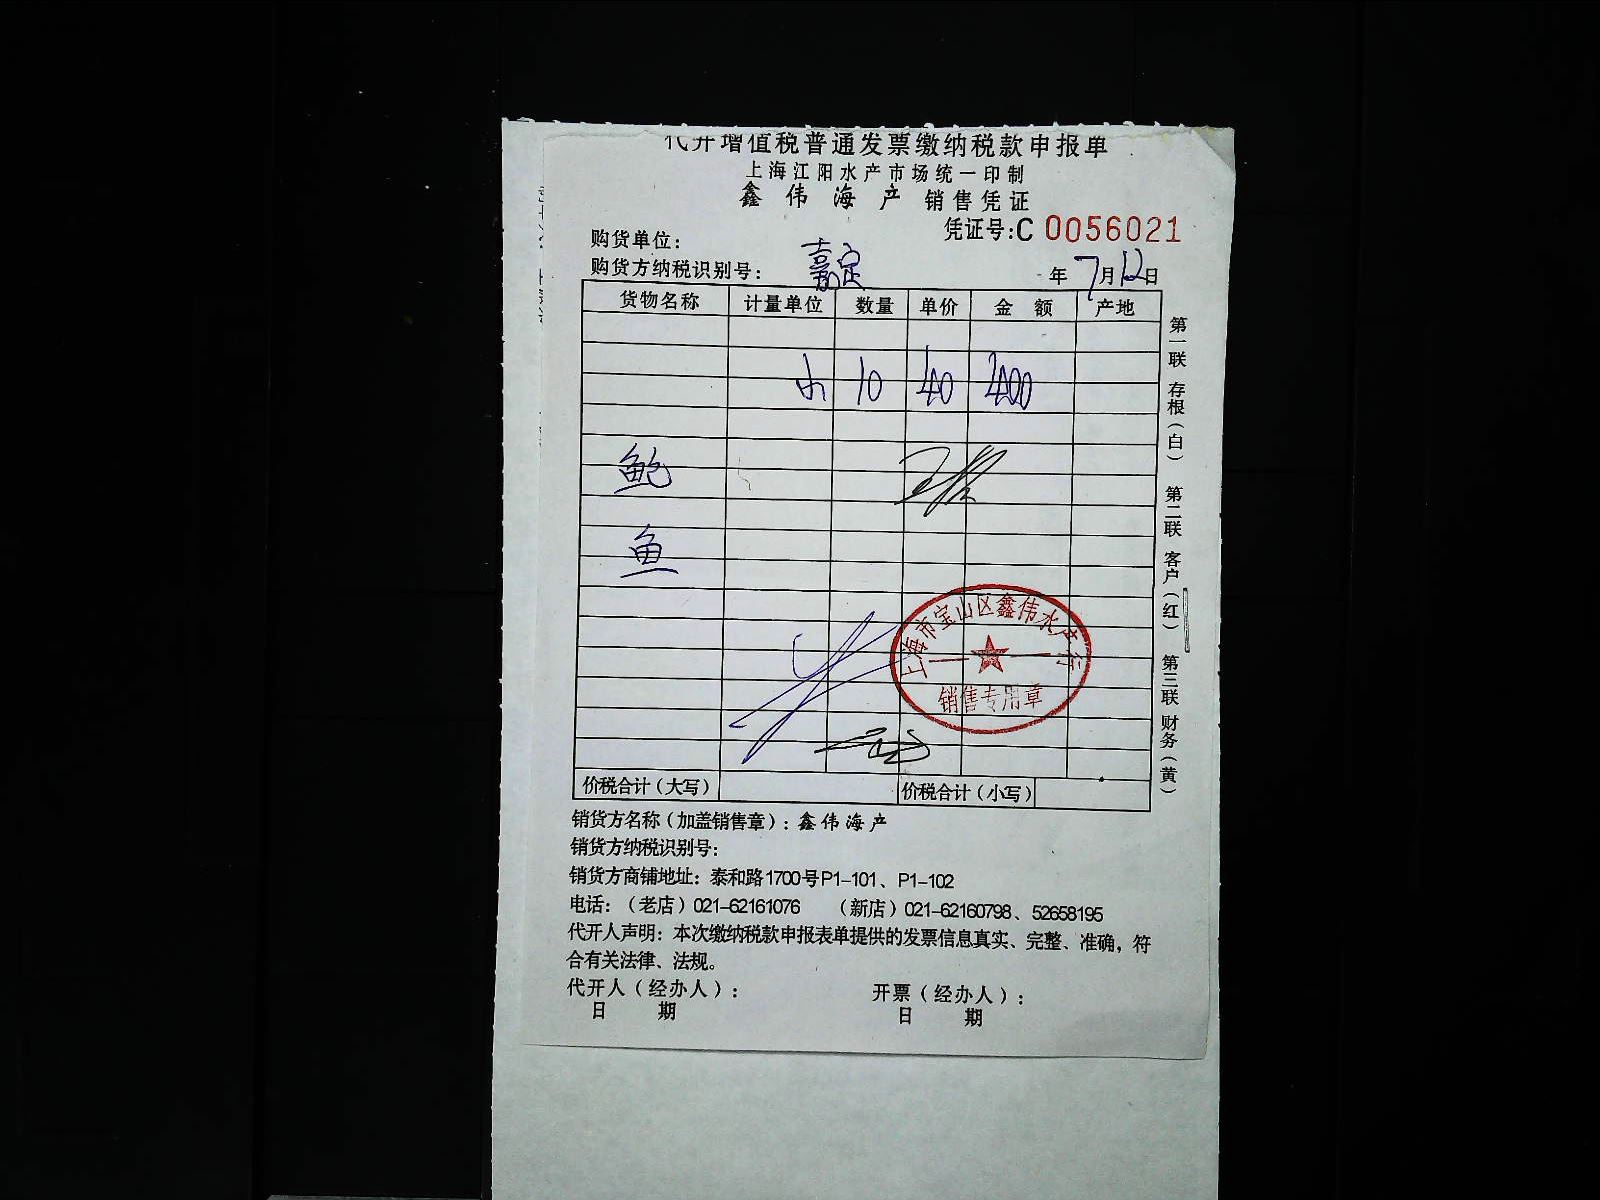 代开增值税普通发票缴纳税款申报单
上海江阳水产市场统一印制
鑫伟海产 销售凭证
凭证号:C 0056021
购货单位:
购货方纳税识别号: 嘉定 年7月12日
货物名称 计量单位 数量 单价 金额 产地
10 40 400
鲍
鱼
上海市宝山区鑫伟水产行
销售专用章
价税合计(大写) 价税合计(小写)
第一联 存根(白) 第二联 客户(红) 第三联 财务(黄)
销货方名称(加盖销售章): 鑫伟海产
销货方纳税识别号:
销货方商铺地址: 泰和路1700号P1-101、P1-102
电话:(老店)021-62161076 (新店)021-62160798、52658195
代开人声明: 本次缴纳税款申报表单提供的发票信息真实、完整、准确, 符
合有关法律、法规。
代开人(经办人): 开票(经办人):
日 期 日 期